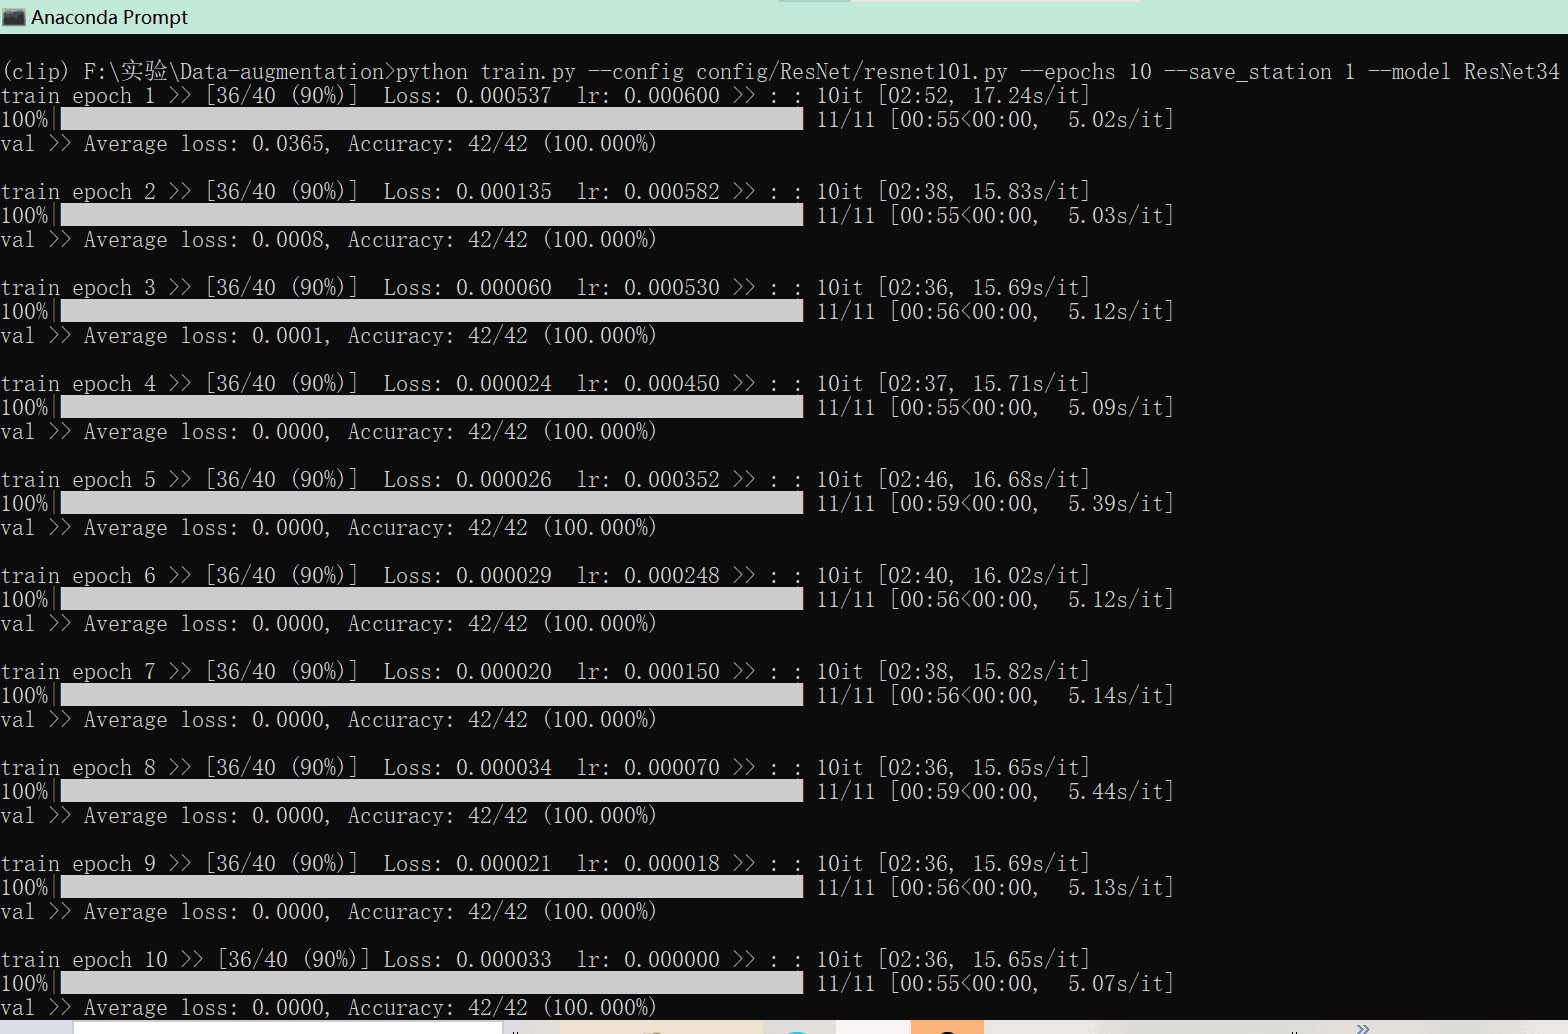 Anaconda Prompt
(clip) F:\实验\Data-augmentation>python train.py --config config/ResNet/resnet101.py --epochs 10 --save_station 1 --model ResNet34
train epoch 1 >> [36/40 (90%)]  Loss: 0.000537  lr: 0.000600 >> : : 10it [02:52, 17.24s/it]
100%| 11/11 [00:55<00:00,  5.02s/it]
val >> Average loss: 0.0365, Accuracy: 42/42 (100.000%)
train epoch 2 >> [36/40 (90%)]  Loss: 0.000135  lr: 0.000582 >> : : 10it [02:38, 15.83s/it]
100%| 11/11 [00:55<00:00,  5.03s/it]
val >> Average loss: 0.0008, Accuracy: 42/42 (100.000%)
train epoch 3 >> [36/40 (90%)]  Loss: 0.000060  lr: 0.000530 >> : : 10it [02:36, 15.69s/it]
100%| 11/11 [00:56<00:00,  5.12s/it]
val >> Average loss: 0.0001, Accuracy: 42/42 (100.000%)
train epoch 4 >> [36/40 (90%)]  Loss: 0.000024  lr: 0.000450 >> : : 10it [02:37, 15.71s/it]
100%| 11/11 [00:55<00:00,  5.09s/it]
val >> Average loss: 0.0000, Accuracy: 42/42 (100.000%)
train epoch 5 >> [36/40 (90%)]  Loss: 0.000026  lr: 0.000352 >> : : 10it [02:46, 16.68s/it]
100%| 11/11 [00:59<00:00,  5.39s/it]
val >> Average loss: 0.0000, Accuracy: 42/42 (100.000%)
train epoch 6 >> [36/40 (90%)]  Loss: 0.000029  lr: 0.000248 >> : : 10it [02:40, 16.02s/it]
100%| 11/11 [00:56<00:00,  5.12s/it]
val >> Average loss: 0.0000, Accuracy: 42/42 (100.000%)
train epoch 7 >> [36/40 (90%)]  Loss: 0.000020  lr: 0.000150 >> : : 10it [02:38, 15.82s/it]
100%| 11/11 [00:56<00:00,  5.14s/it]
val >> Average loss: 0.0000, Accuracy: 42/42 (100.000%)
train epoch 8 >> [36/40 (90%)]  Loss: 0.000034  lr: 0.000070 >> : : 10it [02:36, 15.65s/it]
100%| 11/11 [00:59<00:00,  5.44s/it]
val >> Average loss: 0.0000, Accuracy: 42/42 (100.000%)
train epoch 9 >> [36/40 (90%)]  Loss: 0.000021  lr: 0.000018 >> : : 10it [02:36, 15.69s/it]
100%| 11/11 [00:56<00:00,  5.13s/it]
val >> Average loss: 0.0000, Accuracy: 42/42 (100.000%)
train epoch 10 >> [36/40 (90%)] Loss: 0.000033  lr: 0.000000 >> : : 10it [02:36, 15.65s/it]
100%| 11/11 [00:55<00:00,  5.07s/it]
val >> Average loss: 0.0000, Accuracy: 42/42 (100.000%)